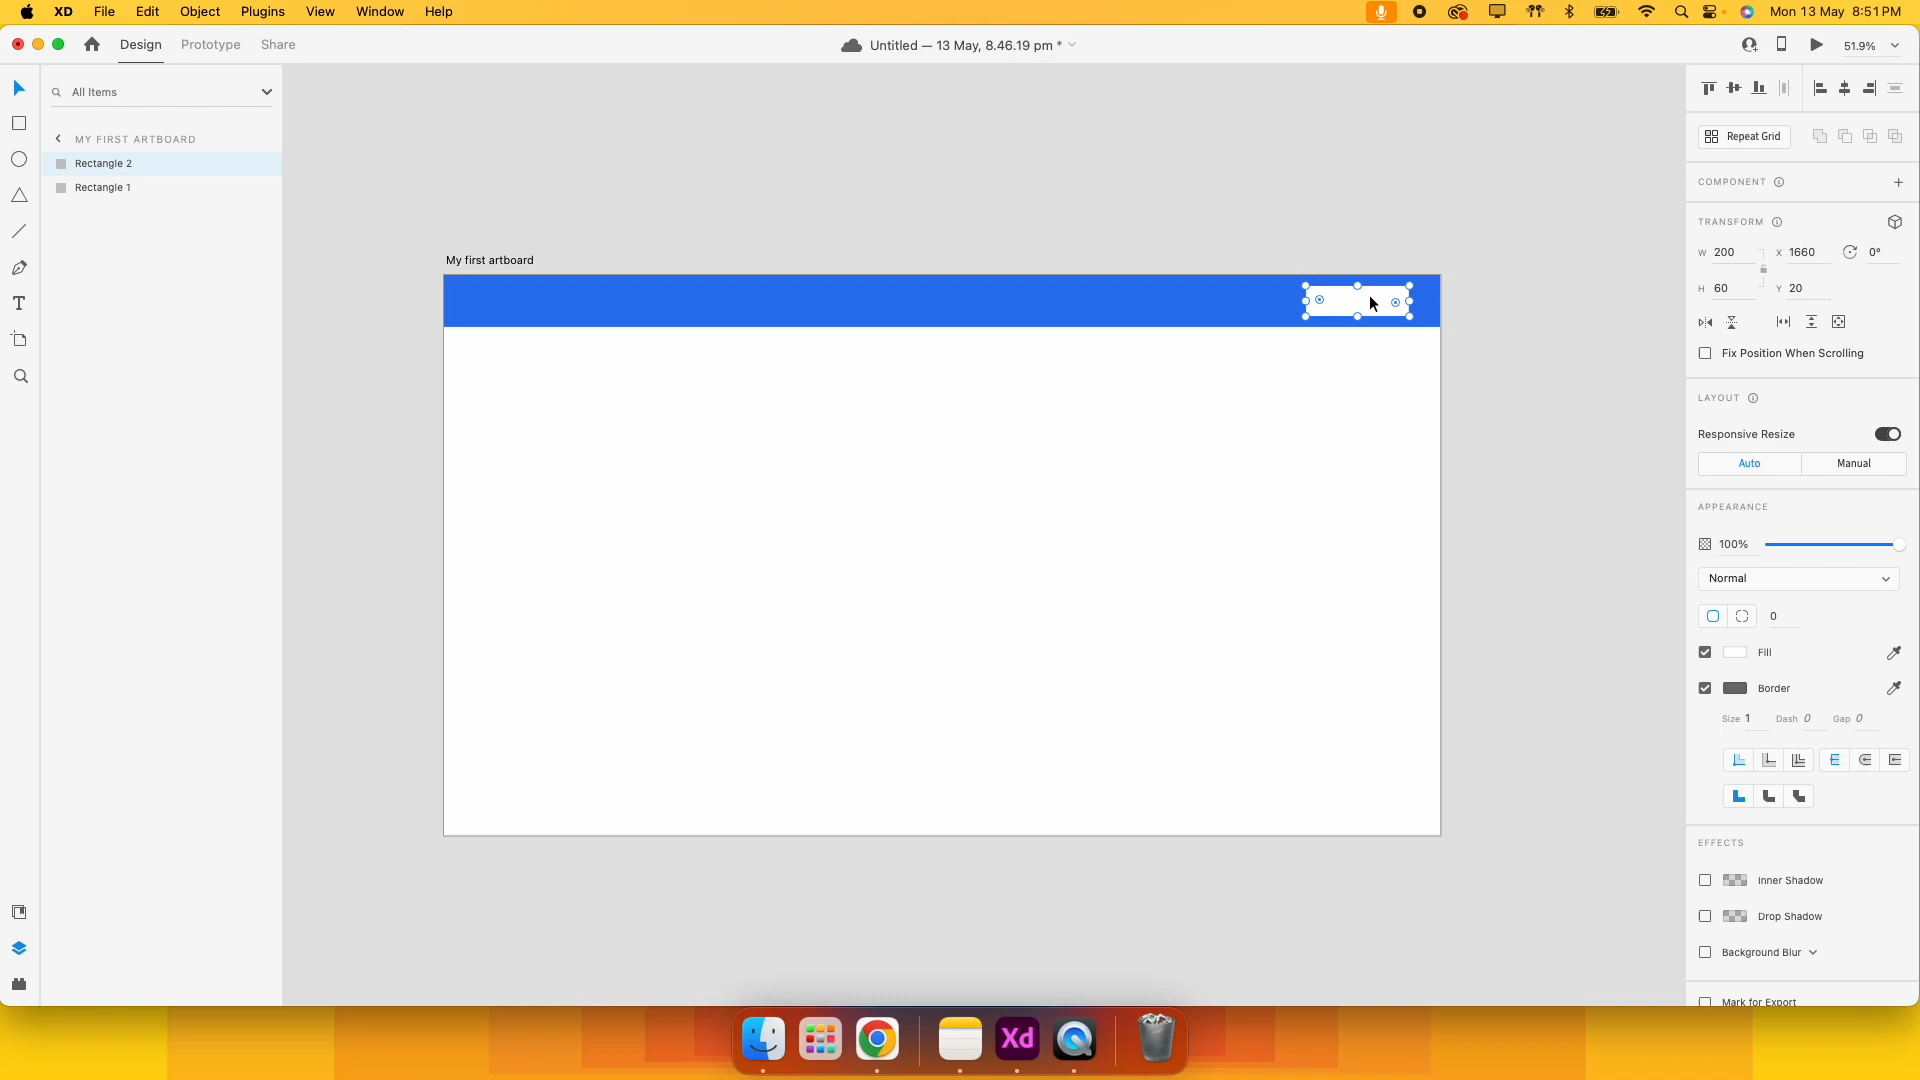 XD File Edit Object Plugins View Window Help
Mon 13 May 8:51 PM
Design Prototype Share
Untitled — 13 May, 8.46.19 pm *
51.9%
All Items
MY FIRST ARTBOARD
Rectangle 2
Rectangle 1
My first artboard
Repeat Grid
COMPONENT
TRANSFORM
W 200 X 1660 0°
H 60 Y 20
Fix Position When Scrolling
LAYOUT
Responsive Resize
Auto Manual
APPEARANCE
100%
Normal
0
Fill
Border
Size 1 Dash 0 Gap 0
EFFECTS
Inner Shadow
Drop Shadow
Background Blur
Mark for Export
Xd